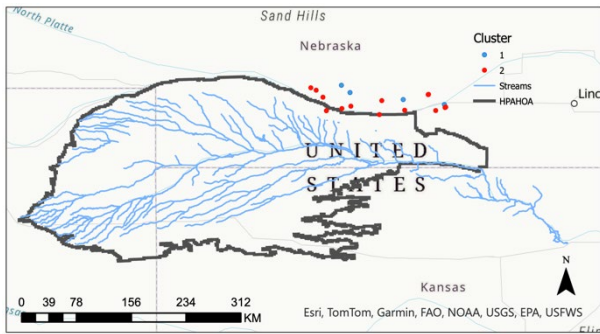 Sand Hills
North Platte
Nebraska
Cluster
1
2
Streams
HPAHOA
Linc
UNITED
STATES
Kansas
N
0 39 78 156 234 312
KM
Esri, TomTom, Garmin, FAO, NOAA, USGS, EPA, USFWS